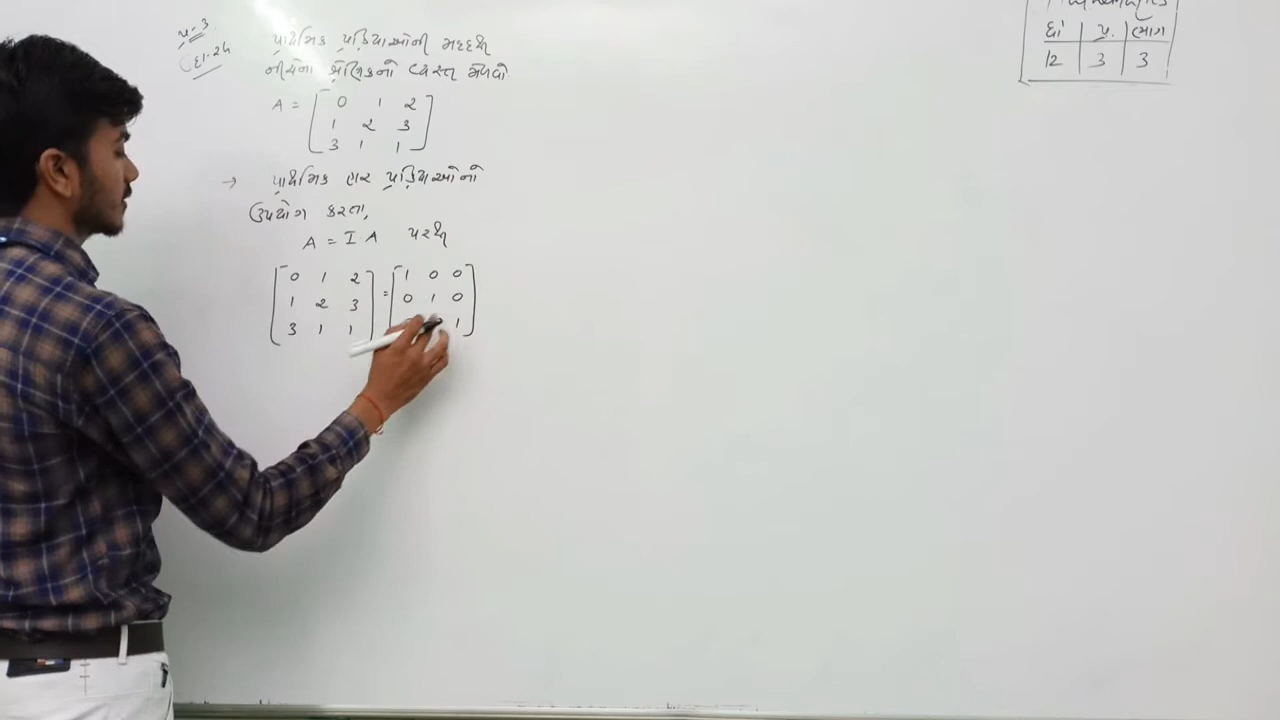 પ્ર-3
દા-24
પ્રાથમિક પ્રક્રિયાઓની મદદથી
નીચેના શ્રેણિકનો વ્યસ્ત મેળવો
A = [ 0 1 2
1 2 3
3 1 1 ]
→ પ્રાથમિક હાર પ્રક્રિયાઓનો
ઉપયોગ કરતા,
A = I · A પરથી
[ 0 1 2 ] = [ 1 0 0 ]
[ 1 2 3 ] [ 0 1 0 ]
[ 3 1 1 ] 1 ]
ધો પ્ર. ભાગ
12 3 3